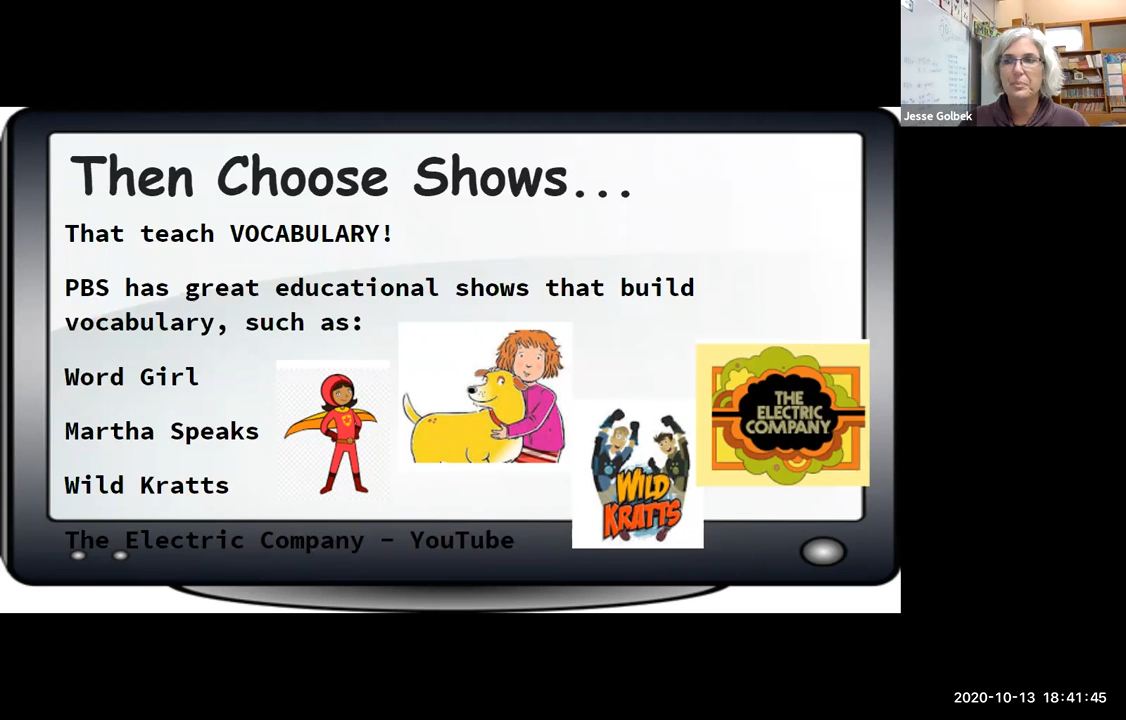 Then Choose Shows...
That teach VOCABULARY!
PBS has great educational shows that build
vocabulary, such as:
Word Girl
Martha Speaks
Wild Kratts
The Electric Company - YouTube
WILD
KRATTS
THE
ELECTRIC
COMPANY
Jesse Golbek
2020-10-13 18:41:45